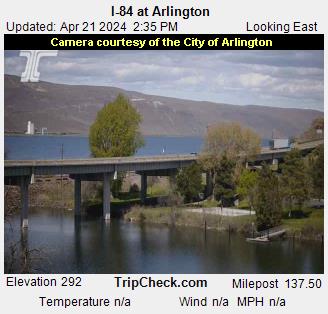 I-84 at Arlington
Updated: Apr 21 2024 2:35 PM Looking East
Camera courtesy of the City of Arlington
Elevation 292 TripCheck.com Milepost 137.50
Temperature n/a Wind n/a MPH n/a